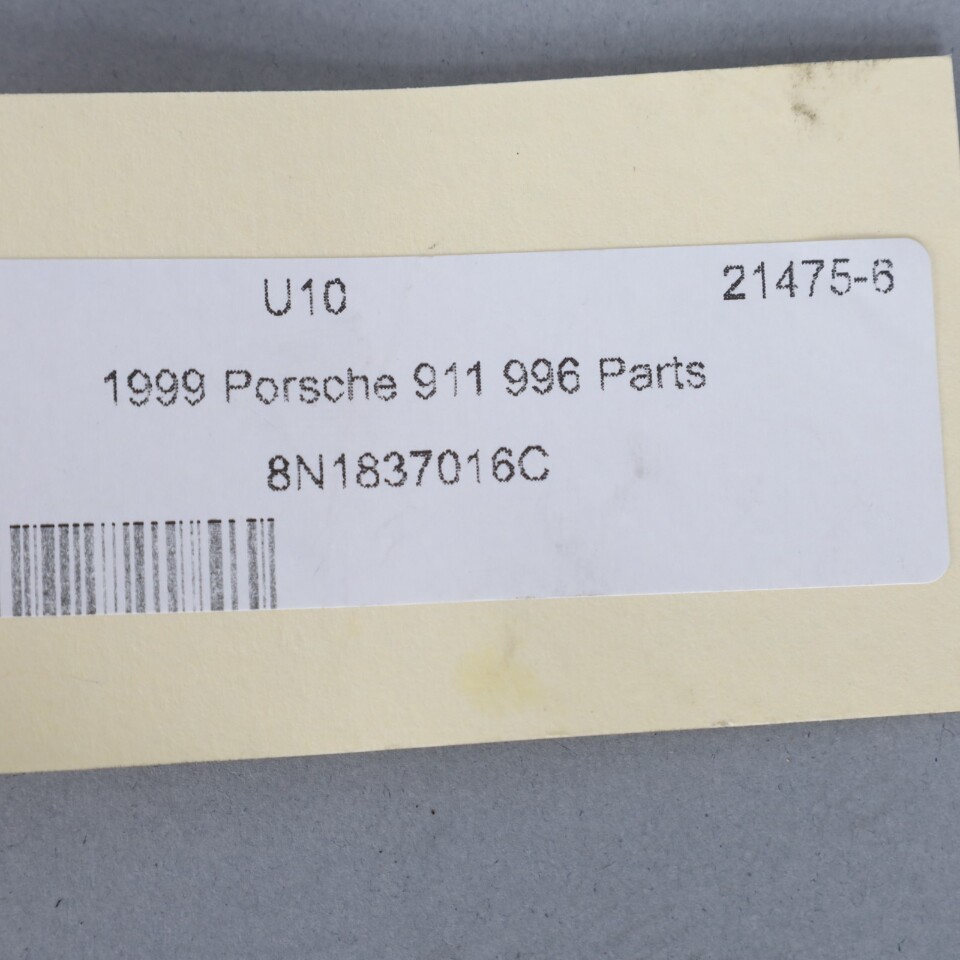 U10 21475-6
1999 Porsche 911 996 Parts
8N1837016C